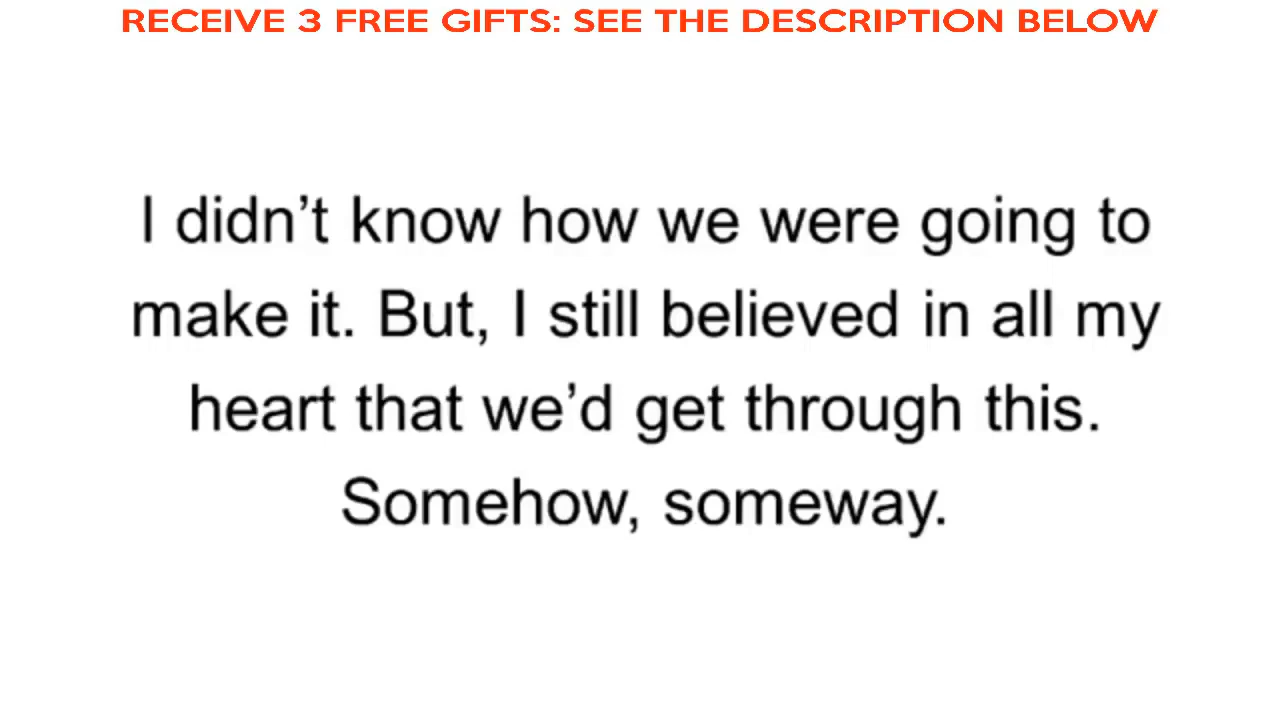 RECEIVE 3 FREE GIFTS: SEE THE DESCRIPTION BELOW
I didn’t know how we were going to
make it. But, I still believed in all my
heart that we’d get through this.
Somehow, someway.